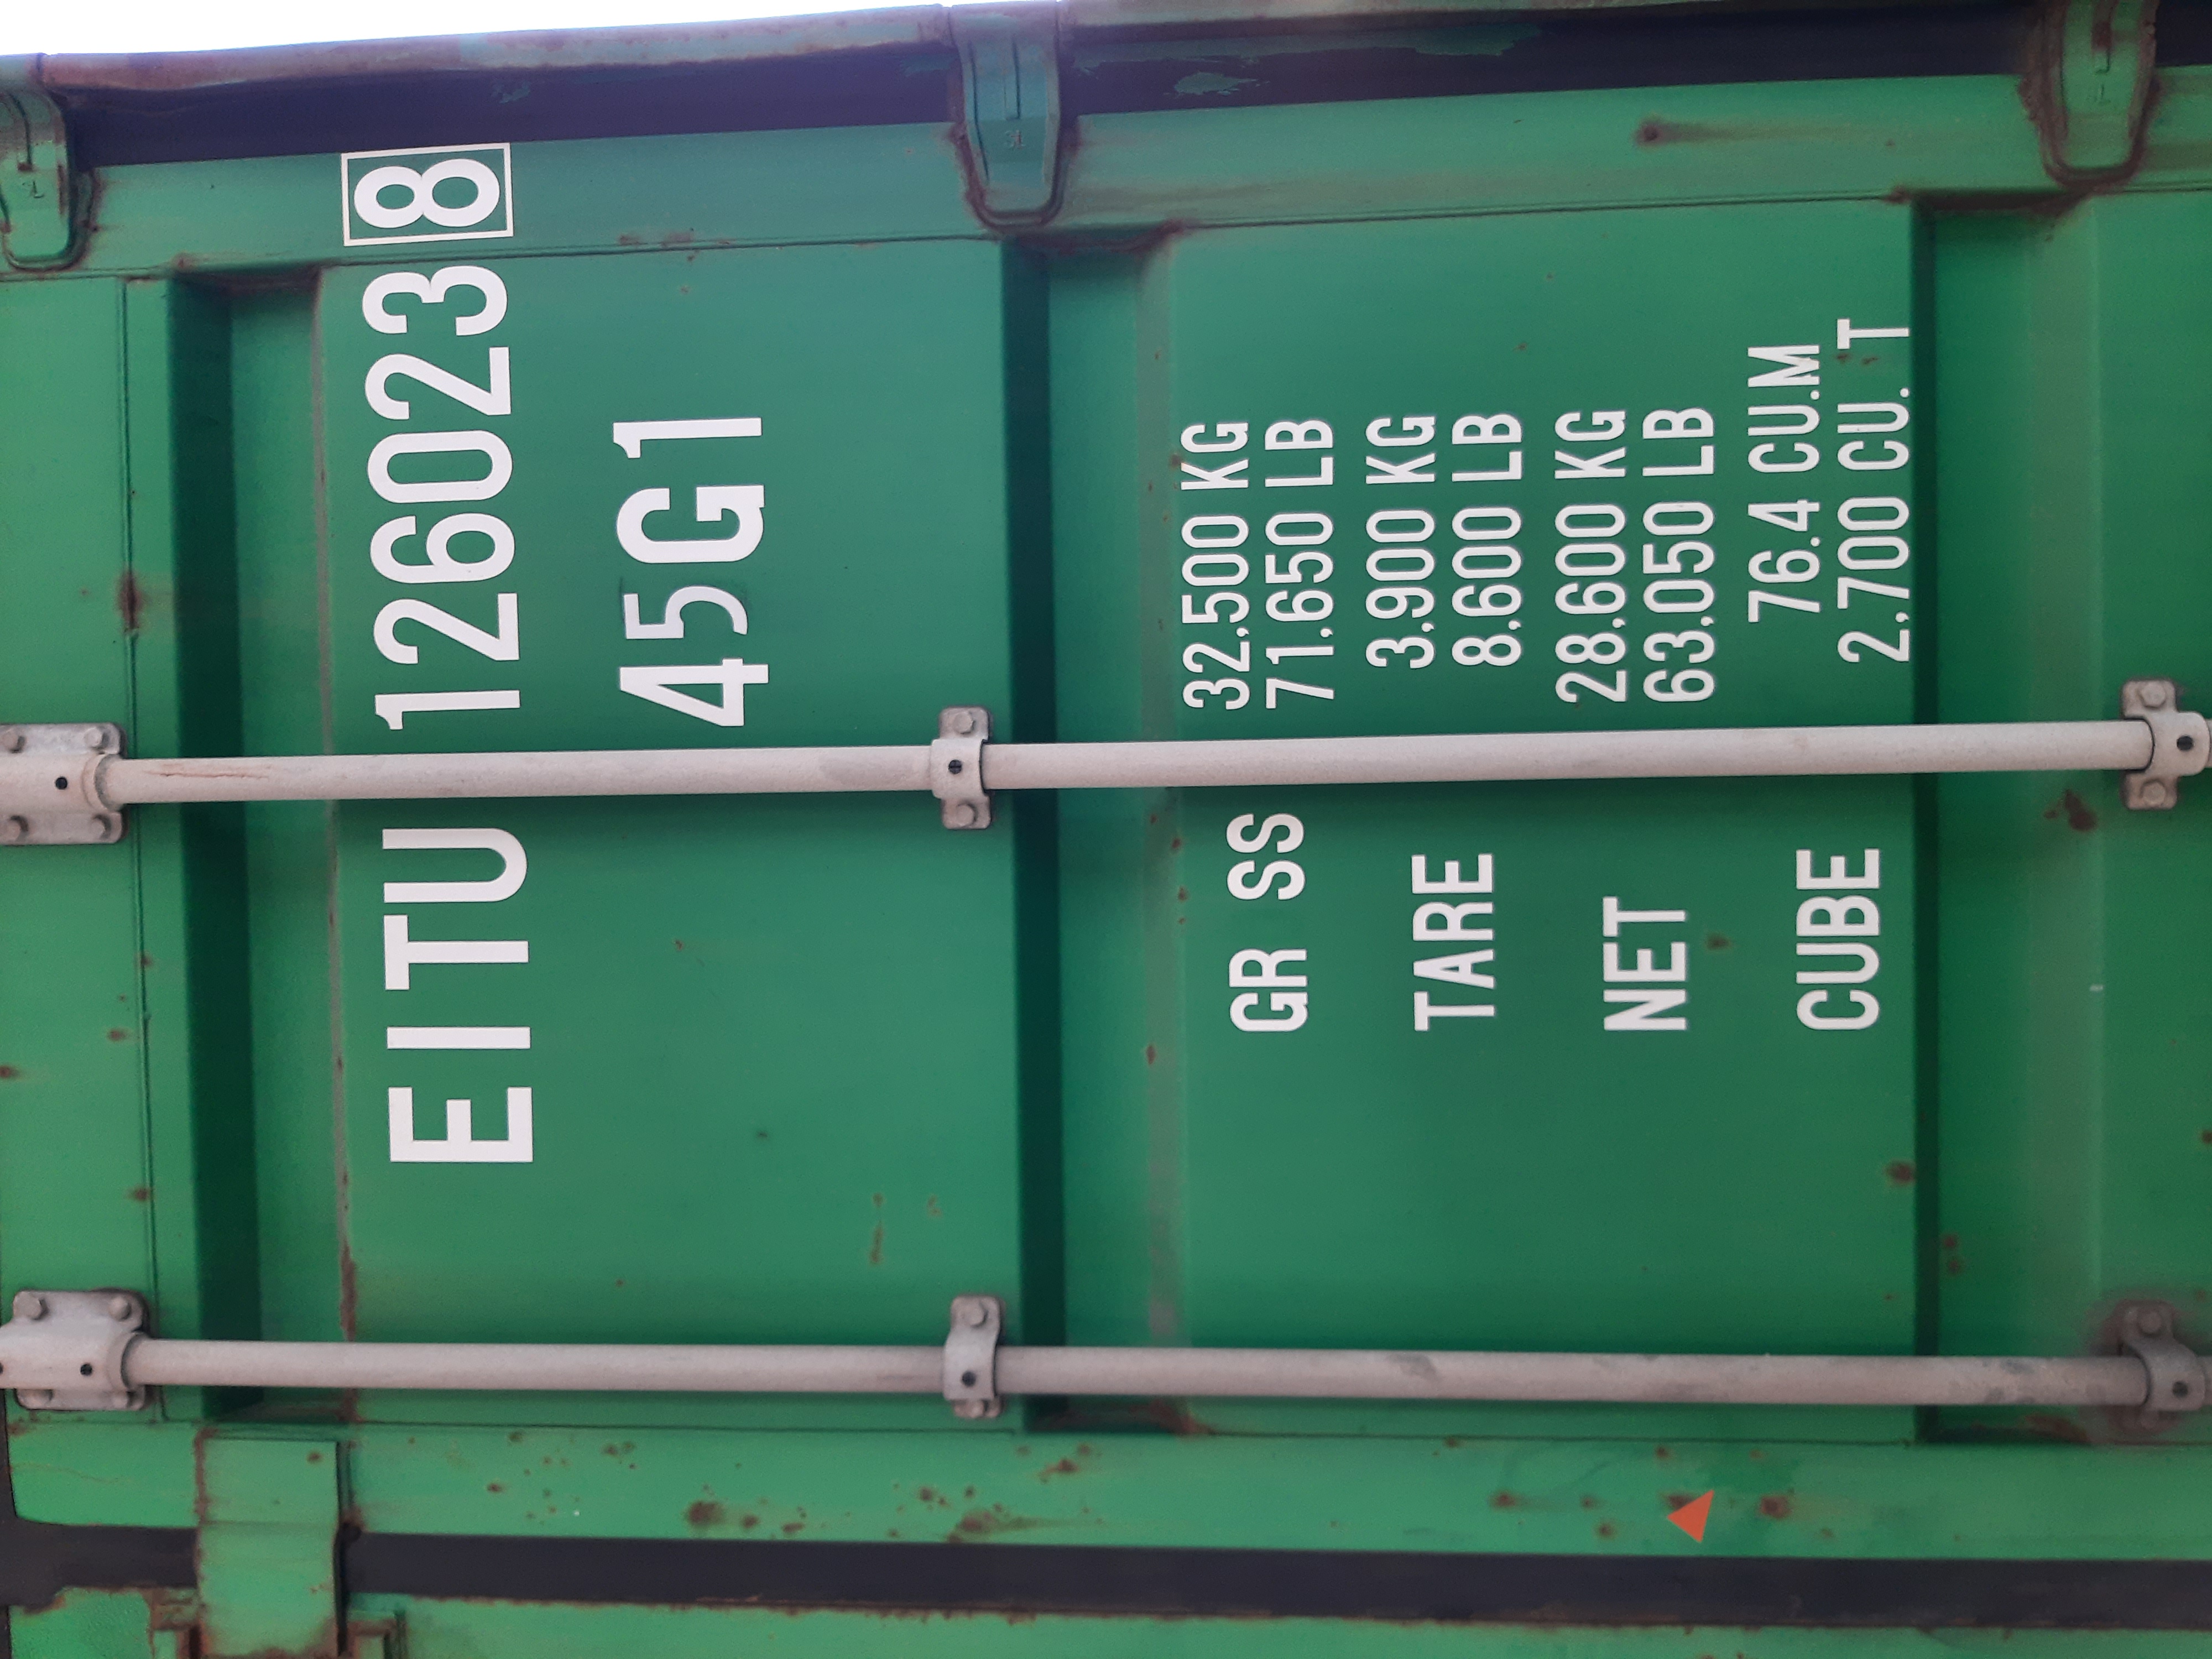 EITU 126023 8
45G1
GR SS 32.500 KG
71.650 LB
TARE 3.900 KG
8.600 LB
NET 28.600 KG
63.050 LB
CUBE 76.4 CU.M
2,700 CU. T